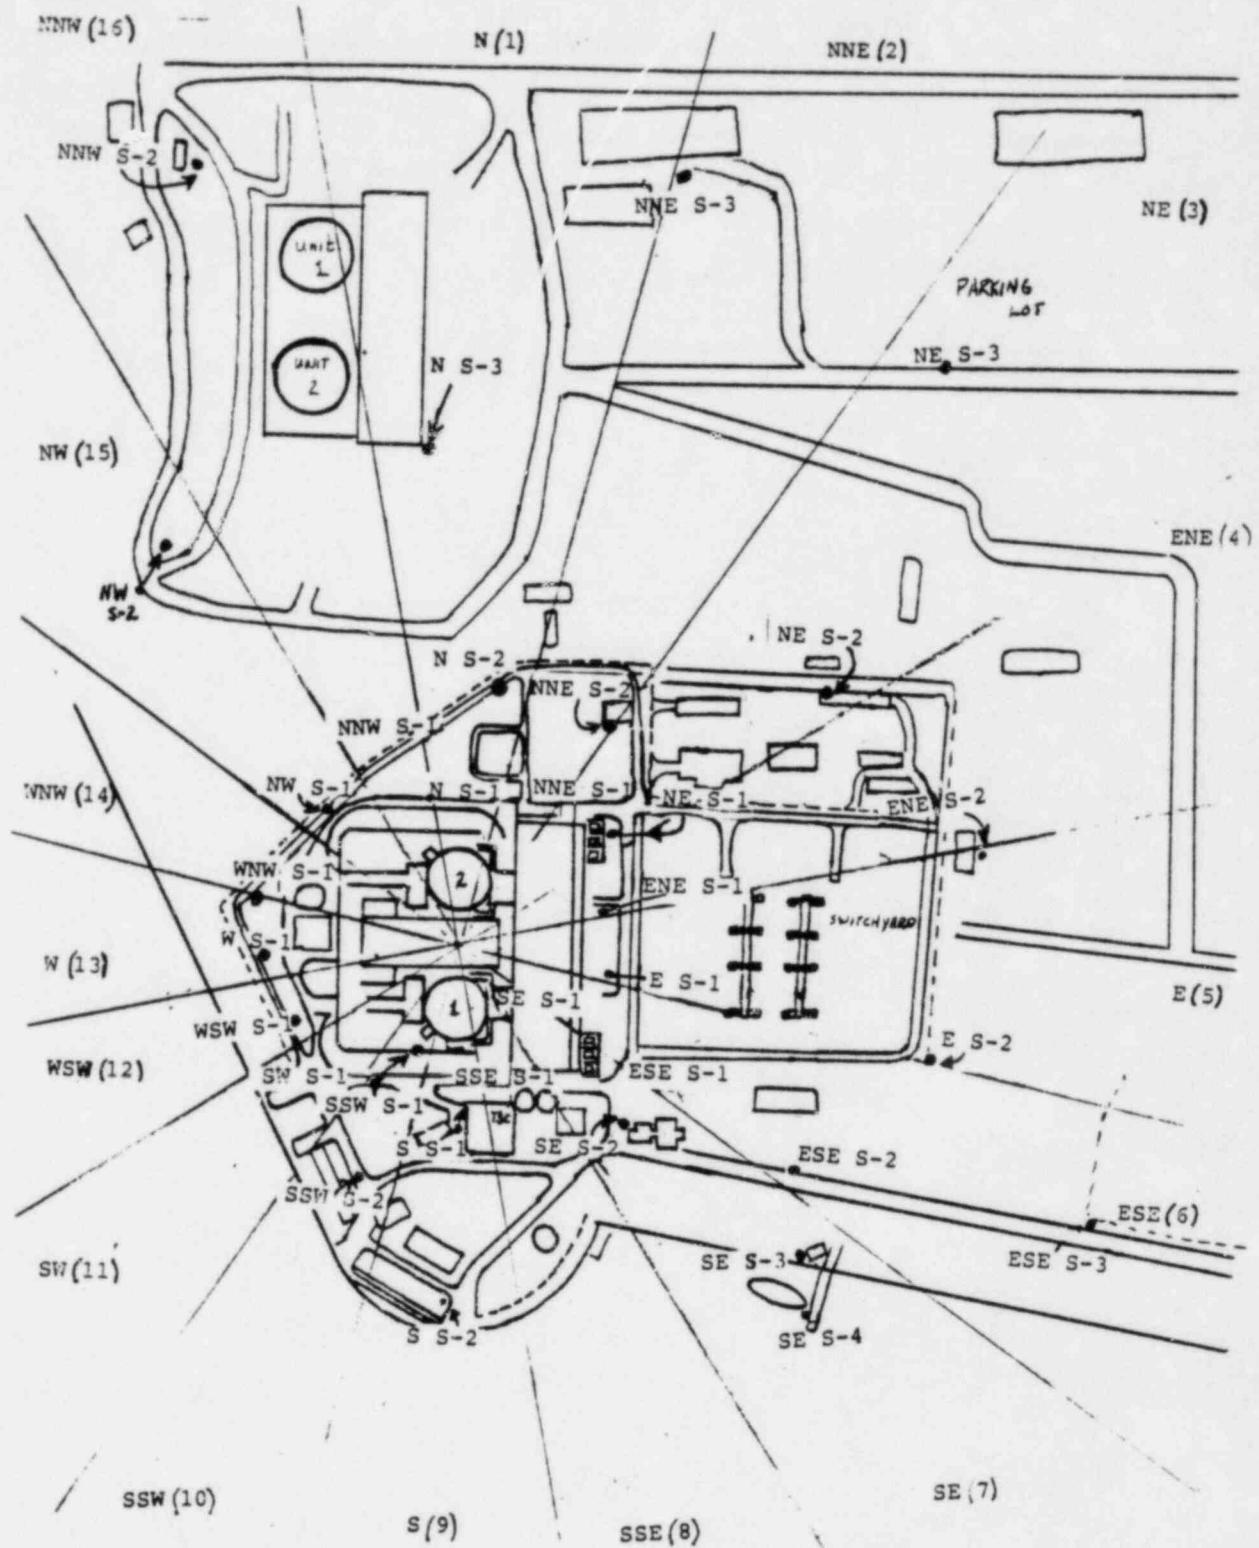 NNW (16)
N (1)
NNE (2)
NNW S-2
NNE S-3
NE (3)
UNIT
1
PARKING
LOT
UNIT
2
N S-3
NE S-3
NW (15)
ENE (4)
NW
S-2
NE S-2
N S-2
NNE S-2
NNW S-1
NW S-1
N S-1
NNE S-1
NE S-1
ENE S-2
WNW (14)
WNW S-1
2
ENE S-1
SWITCHYARD
W S-1
W (13)
E S-1
E (5)
SE S-1
1
WSW S-1
E S-2
WSW (12)
SW S-1
SSE S-1
ESE S-1
SSW S-1
S S-1
SE S-2
ESE S-2
SSW S-2
ESE (6)
SW (11)
SE S-3
ESE S-3
S S-2
SE S-4
SSW (10)
SE (7)
S (9)
SSE (8)